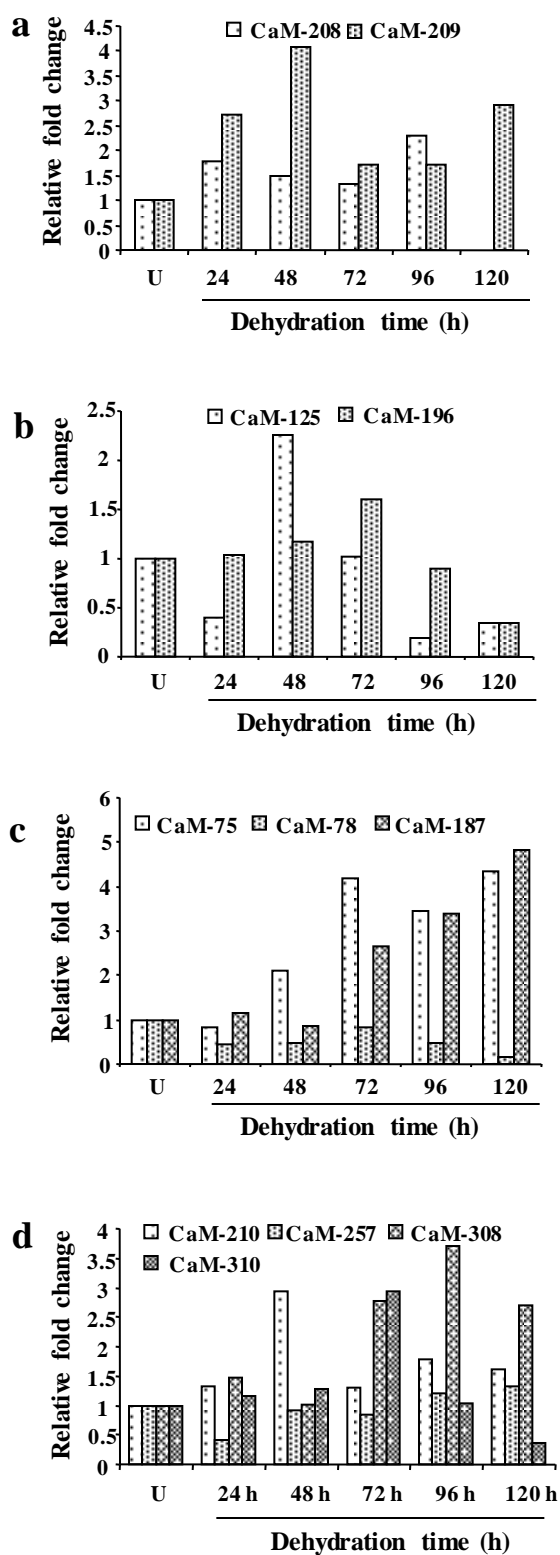 a
CaM-208 CaM-209
Relative fold change
4.5
4
3.5
3
2.5
2
1.5
1
0.5
0
U 24 48 72 96 120
Dehydration time (h)
b
CaM-125 CaM-196
Relative fold change
2.5
2
1.5
1
0.5
0
U 24 48 72 96 120
Dehydration time (h)
c
CaM-75 CaM-78 CaM-187
Relative fold change
6
5
4
3
2
1
0
U 24 48 72 96 120
Dehydration time (h)
d
CaM-210 CaM-257 CaM-308
CaM-310
Relative fold change
4
3.5
3
2.5
2
1.5
1
0.5
0
U 24 h 48 h 72 h 96 h 120 h
Dehydration time (h)